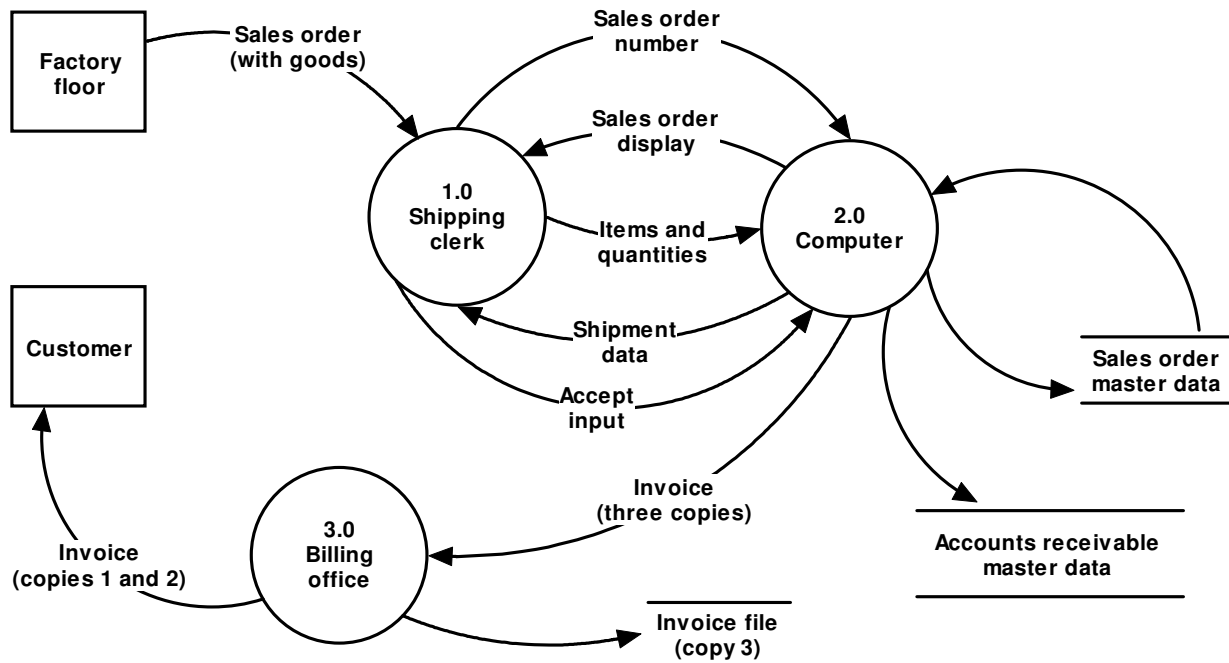 Factory
floor
Sales order
(with goods)
Sales order
number
Sales order
display
1.0
Shipping
clerk
Items and
quantities
2.0
Computer
Customer
Shipment
data
Accept
input
Sales order
master data
Invoice
(three copies)
3.0
Billing
office
Invoice
(copies 1 and 2)
Accounts receivable
master data
Invoice file
(copy 3)